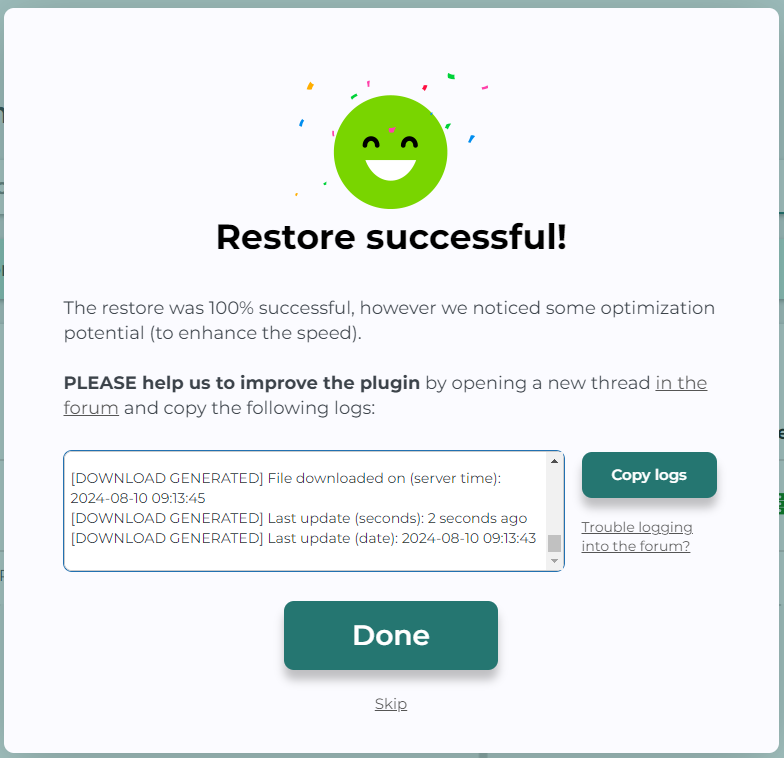 Restore successful!
The restore was 100% successful, however we noticed some optimization
potential (to enhance the speed).
PLEASE help us to improve the plugin by opening a new thread in the
forum and copy the following logs:
[DOWNLOAD GENERATED] File downloaded on (server time):
2024-08-10 09:13:45
[DOWNLOAD GENERATED] Last update (seconds): 2 seconds ago
[DOWNLOAD GENERATED] Last update (date): 2024-08-10 09:13:43
Copy logs
Trouble logging
into the forum?
Done
Skip